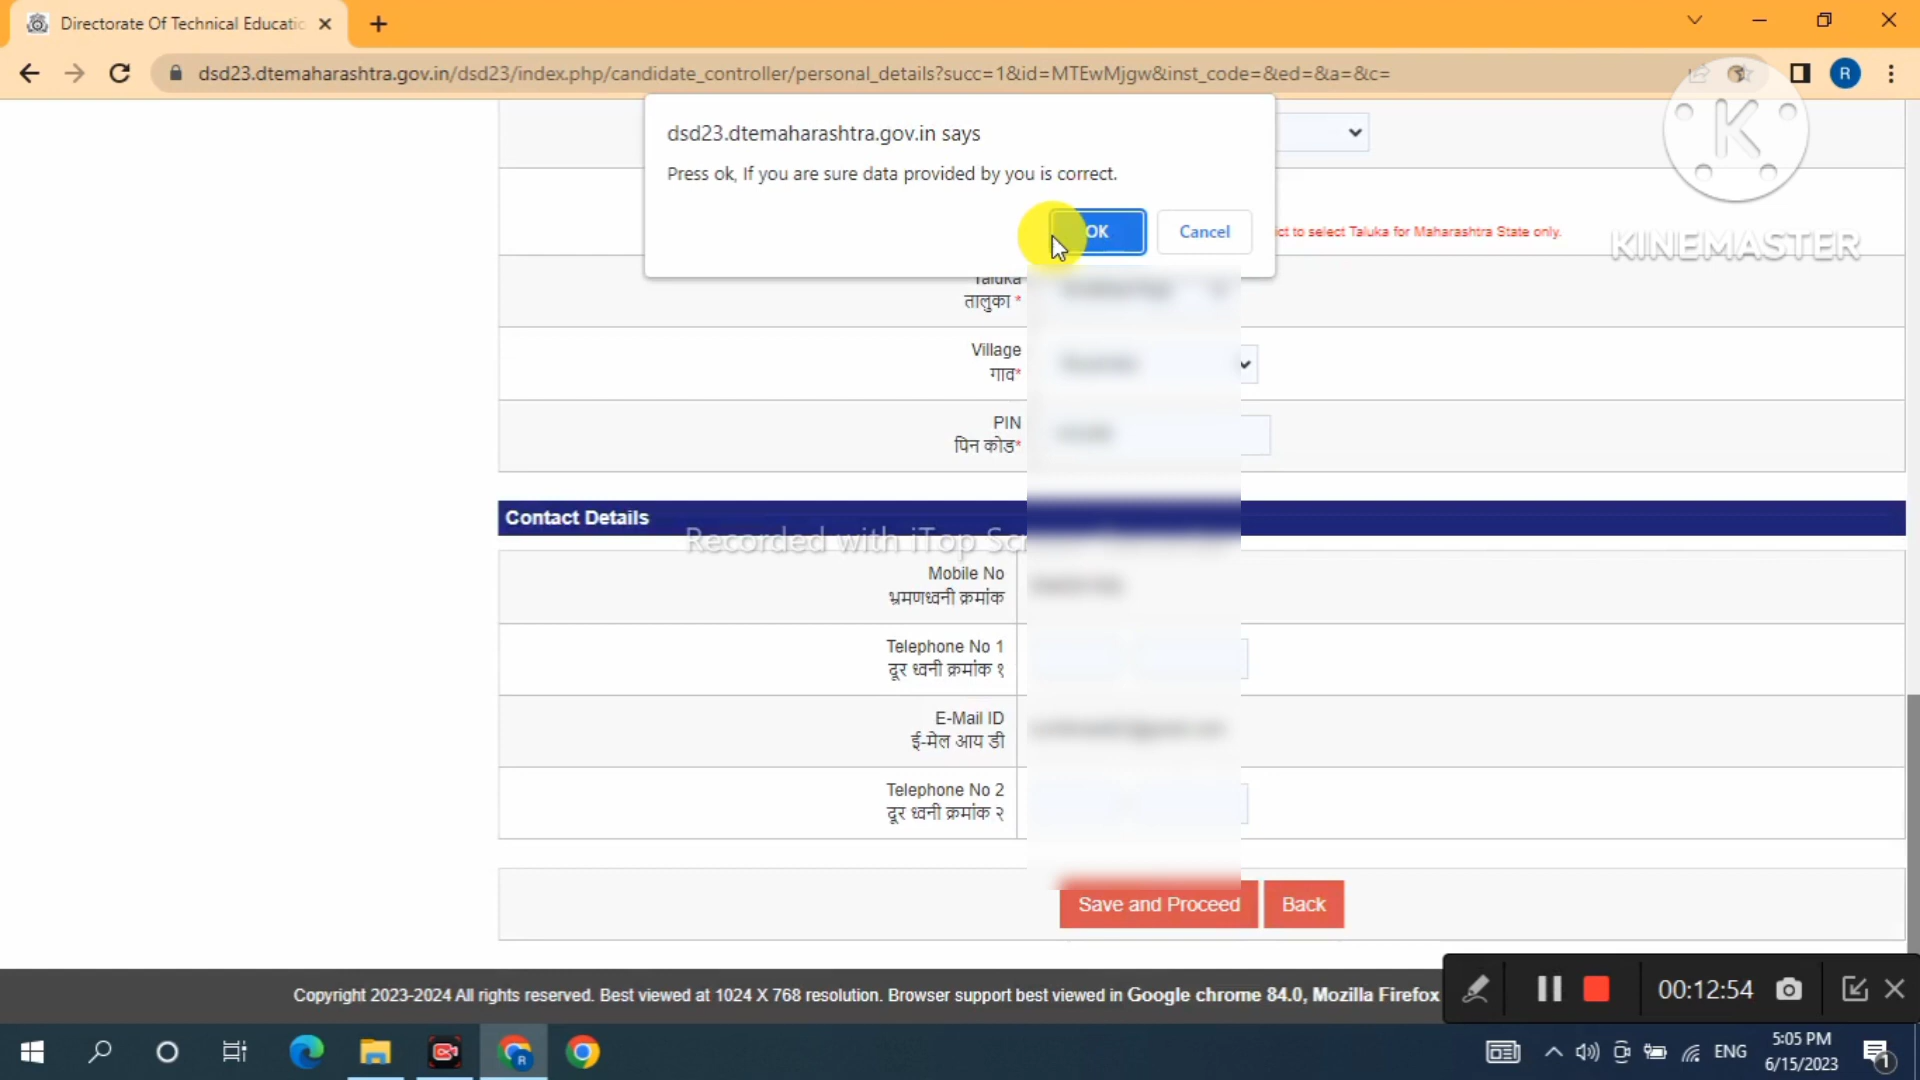 Directorate Of Technical Educatio
dsd23.dtemaharashtra.gov.in/dsd23/index.php/candidate_controller/personal_details?succ=1&id=MTEwMjgw&inst_code=&ed=&a=&c=
R
dsd23.dtemaharashtra.gov.in says
Press ok, If you are sure data provided by you is correct.
OK
Cancel
K
KINEMASTER
ict to select Taluka for Maharashtra State only.
Taluka
तालुका *
Village
गाव*
PIN
पिन कोड*
Contact Details
Recorded with iTop Scr
Mobile No
भ्रमणध्वनी क्रमांक
Telephone No 1
दूर ध्वनी क्रमांक १
E-Mail ID
ई-मेल आय डी
Telephone No 2
दूर ध्वनी क्रमांक २
Save and Proceed
Back
Copyright 2023-2024 All rights reserved. Best viewed at 1024 X 768 resolution. Browser support best viewed in Google chrome 84.0, Mozilla Firefox
00:12:54
R
ENG
5:05 PM
6/15/2023
1